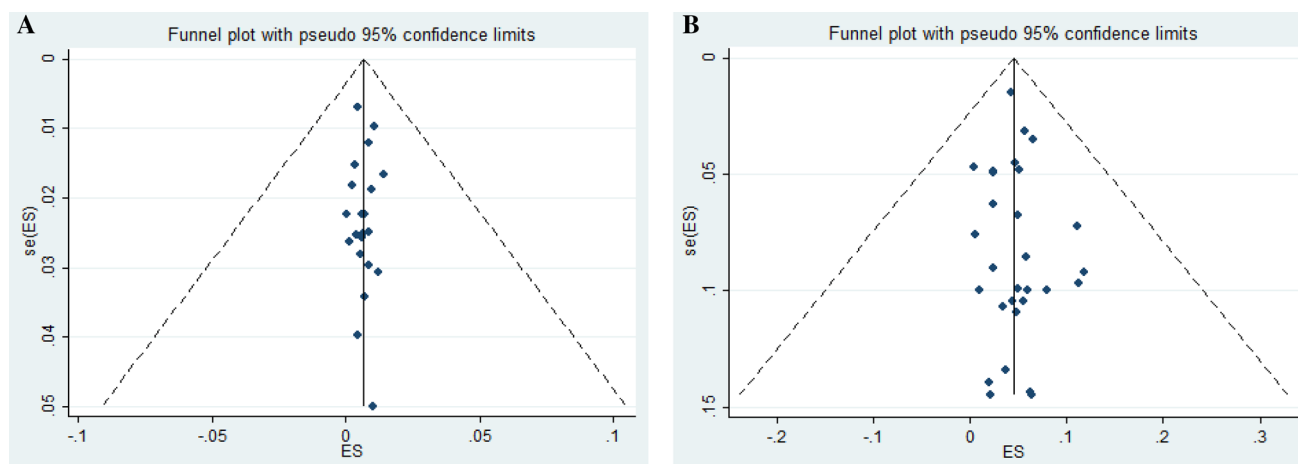 A
Funnel plot with pseudo 95% confidence limits
se(ES)
0
.01
.02
.03
.04
.05
-.1
-.05
0
.05
.1
ES
B
Funnel plot with pseudo 95% confidence limits
se(ES)
0
.05
.1
.15
-.2
-.1
0
.1
.2
.3
ES